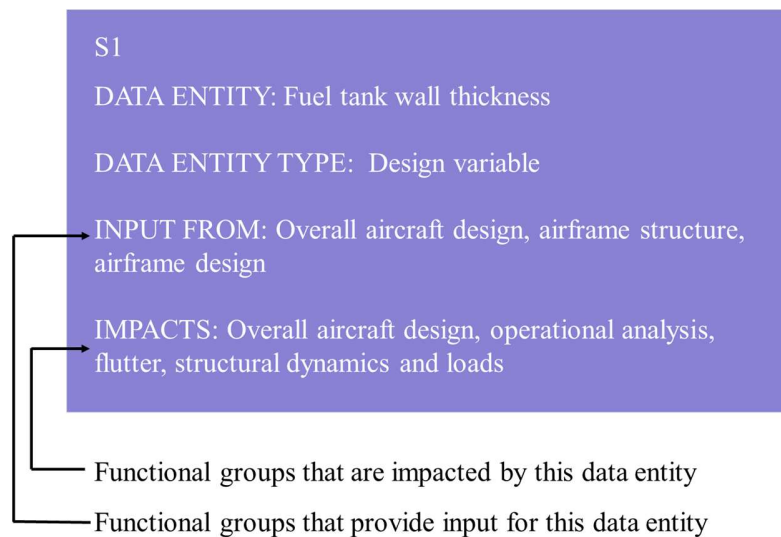 S1
DATA ENTITY: Fuel tank wall thickness
DATA ENTITY TYPE: Design variable
INPUT FROM: Overall aircraft design, airframe structure,
airframe design
IMPACTS: Overall aircraft design, operational analysis,
flutter, structural dynamics and loads
Functional groups that are impacted by this data entity
Functional groups that provide input for this data entity